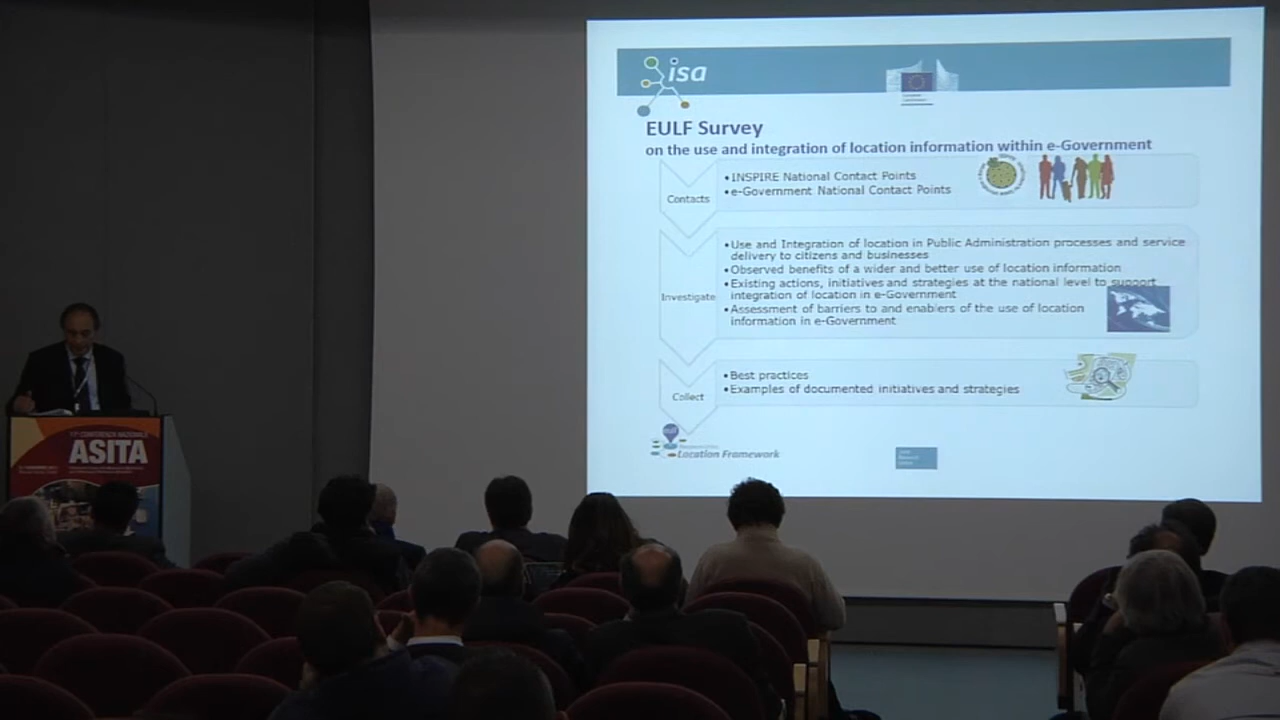 isa
EULF Survey
on the use and integration of location information within e-Government
Contacts
•INSPIRE National Contact Points
•e-Government National Contact Points
Investigate
•Use and Integration of location in Public Administration processes and service
delivery to citizens and businesses
•Observed benefits of a wider and better use of location information
•Existing actions, initiatives and strategies at the national level to support
integration of location in e-Government
•Assessment of barriers to and enablers of the use of location
information in e-Government
Collect
•Best practices
•Examples of documented initiatives and strategies
Location Framework
CONFERENZA NAZIONALE
ASITA